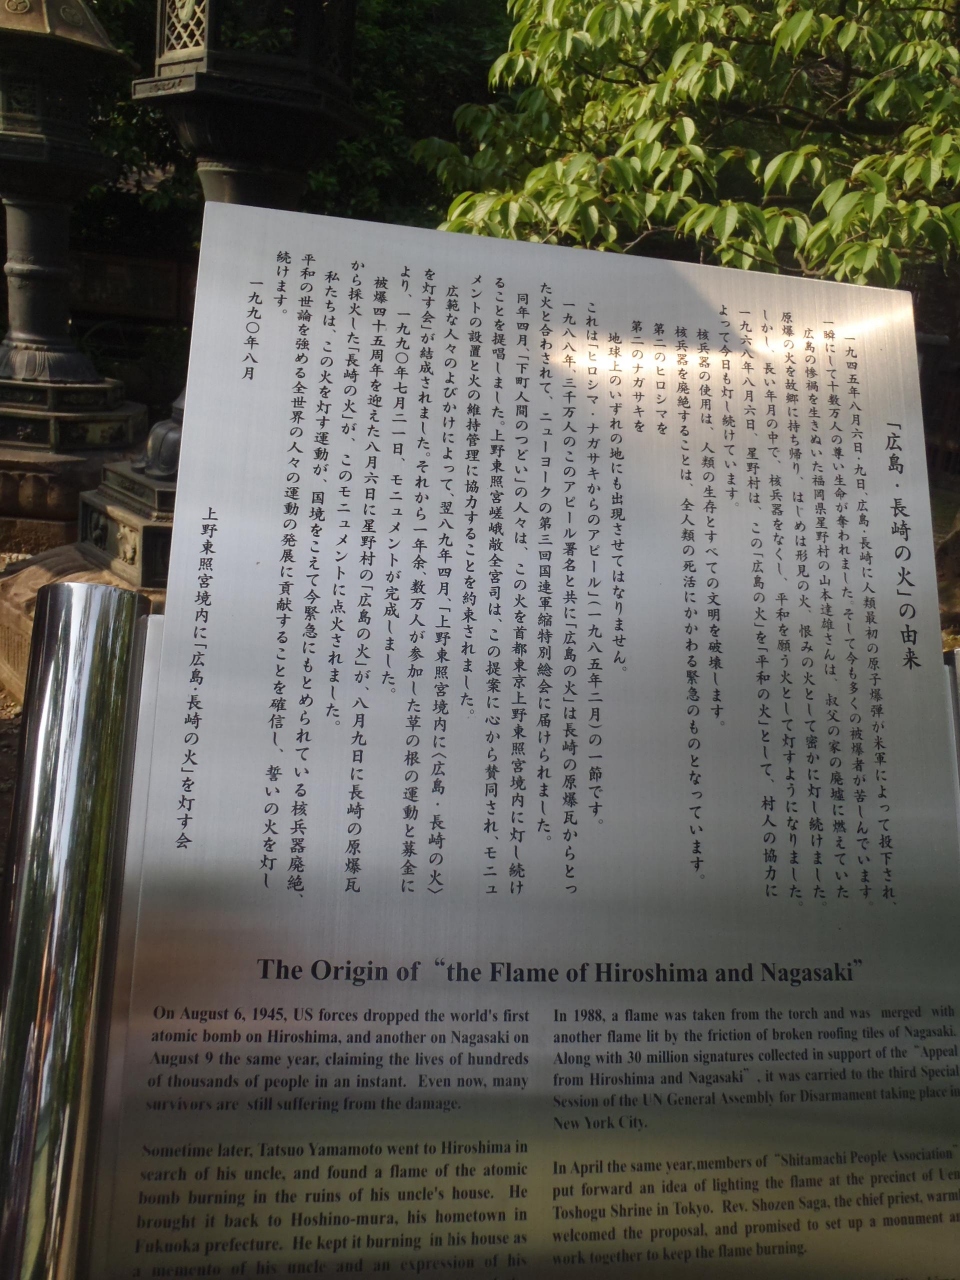 「広島・長崎の火」の由来
一九四五年八月六日・九日、広島・長崎に人類最初の原子爆弾が米軍によって投下され、
一瞬にして十数万人の尊い生命が奪われました。そして今も多くの被爆者が苦しんでいます。
広島の惨禍を生きぬいた福岡県星野村の山本達雄さんは、叔父の家の廃墟に燃えていた
原爆の火を故郷に持ち帰り、はじめは形見の火、恨みの火として密かに灯し続けました。
しかし、長い年月の中で、核兵器をなくし、平和を願う火として灯すようになりました。
一九六八年八月六日、星野村は、この「広島の火」を「平和の火」として、村人の協力に
よって今日も灯し続けています。
核兵器の使用は、人類の生存とすべての文明を破壊します。
核兵器を廃絶することは、全人類の死活にかかわる緊急のものとなっています。
第二のヒロシマを
第二のナガサキを
地球上のいずれの地にも出現させてはなりません。
これは「ヒロシマ・ナガサキからのアピール」(一九八五年二月)の一節です。
一九八八年、三千万人のこのアピール署名と共に「広島の火」は長崎の原爆瓦からとっ
た火と合わされて、ニューヨークの第三回国連軍縮特別総会に届けられました。
同年四月、「下町人間のつどい」の人々は、この火を首都東京上野東照宮境内に灯し続け
ることを提唱しました。上野東照宮嵯峨敞全宮司は、この提案に心から賛同され、モニュ
メントの設置と火の維持管理に協力することを約束されました。
広範な人々のよびかけによって、翌八九年四月、「上野東照宮境内に〈広島・長崎の火〉
を灯す会」が結成されました。それから一年余、数万人が参加した草の根の運動と募金に
より、一九九〇年七月二一日、モニュメントが完成しました。
被爆四十五周年を迎えた八月六日に星野村の「広島の火」が、八月九日に長崎の原爆瓦
から採火した「長崎の火」が、このモニュメントに点火されました。
私たちは、この火を灯す運動が、国境をこえて今緊急にもとめられている核兵器廃絶、
平和の世論を強める全世界の人々の運動の発展に貢献することを確信し、誓いの火を灯し
続けます。
一九九〇年八月
上野東照宮境内に「広島・長崎の火」を灯す会
The Origin of “the Flame of Hiroshima and Nagasaki”
On August 6, 1945, US forces dropped the world's first
atomic bomb on Hiroshima, and another on Nagasaki on
August 9 the same year, claiming the lives of hundreds
of thousands of people in an instant. Even now, many
survivors are still suffering from the damage.
Sometime later, Tatsuo Yamamoto went to Hiroshima in
search of his uncle, and found a flame of the atomic
bomb burning in the ruins of his uncle's house. He
brought it back to Hoshino-mura, his hometown in
Fukuoka prefecture. He kept it burning in his house as
a memento of his uncle and an expression of his
In 1988, a flame was taken from the torch and was merged with
another flame lit by the friction of broken roofing tiles of Nagasaki.
Along with 30 million signatures collected in support of the “Appeal
from Hiroshima and Nagasaki”, it was carried to the third Special
Session of the UN General Assembly for Disarmament taking place in
New York City.
In April the same year,members of “Shitamachi People Association”
put forward an idea of lighting the flame at the precinct of
Toshogu Shrine in Tokyo. Rev. Shozen Saga, the chief priest,
welcomed the proposal, and promised to set up a monument
work together to keep the flame burning.